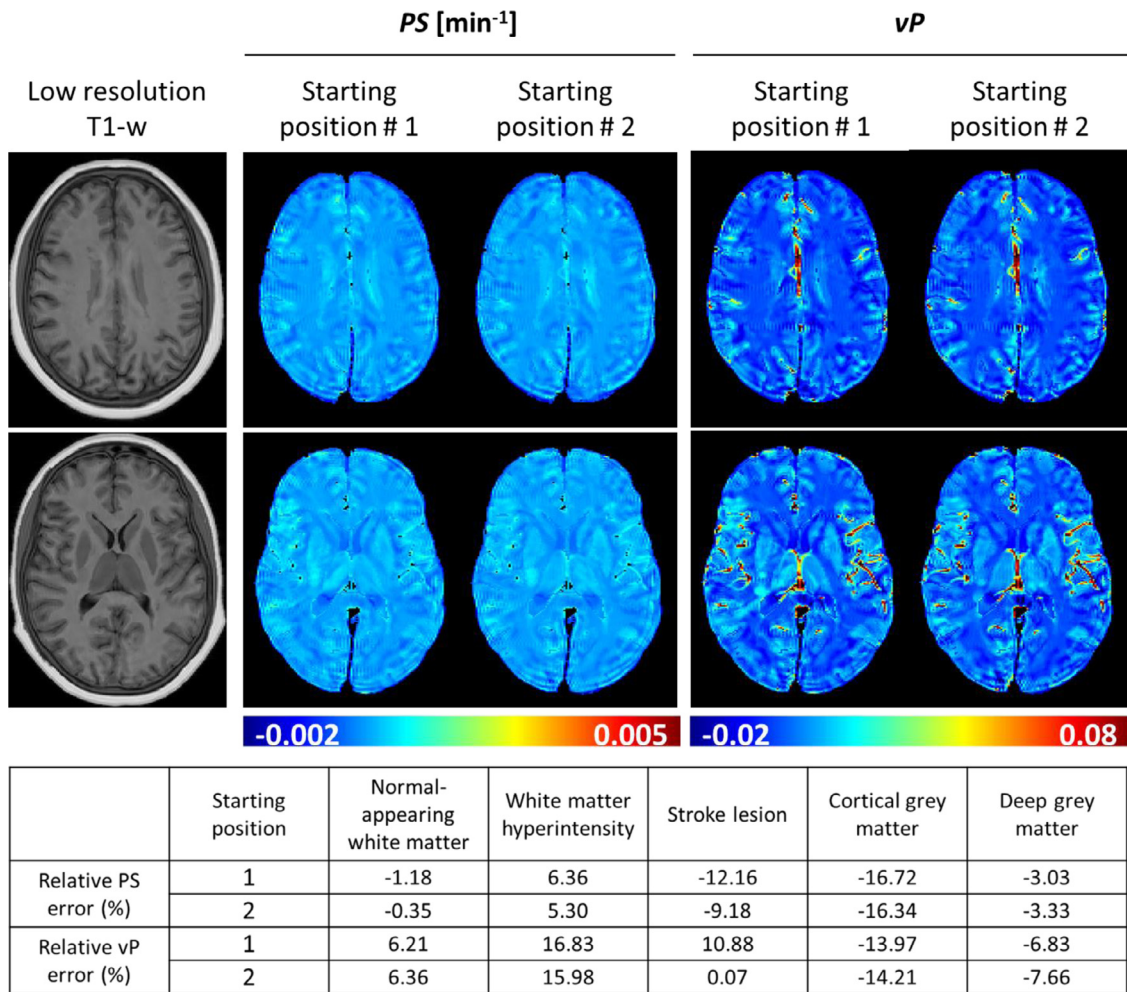 PS [min⁻¹]
vP
Low resolution
T1-w
Starting
position # 1
Starting
position # 2
Starting
position # 1
Starting
position # 2
-0.002
0.005
-0.02
0.08
Starting
position
Normal-
appearing
white matter
White matter
hyperintensity
Stroke lesion
Cortical grey
matter
Deep grey
matter
Relative PS
error (%)
1 -1.18 6.36 -12.16 -16.72 -3.03
2 -0.35 5.30 -9.18 -16.34 -3.33
Relative vP
error (%)
1 6.21 16.83 10.88 -13.97 -6.83
2 6.36 15.98 0.07 -14.21 -7.66